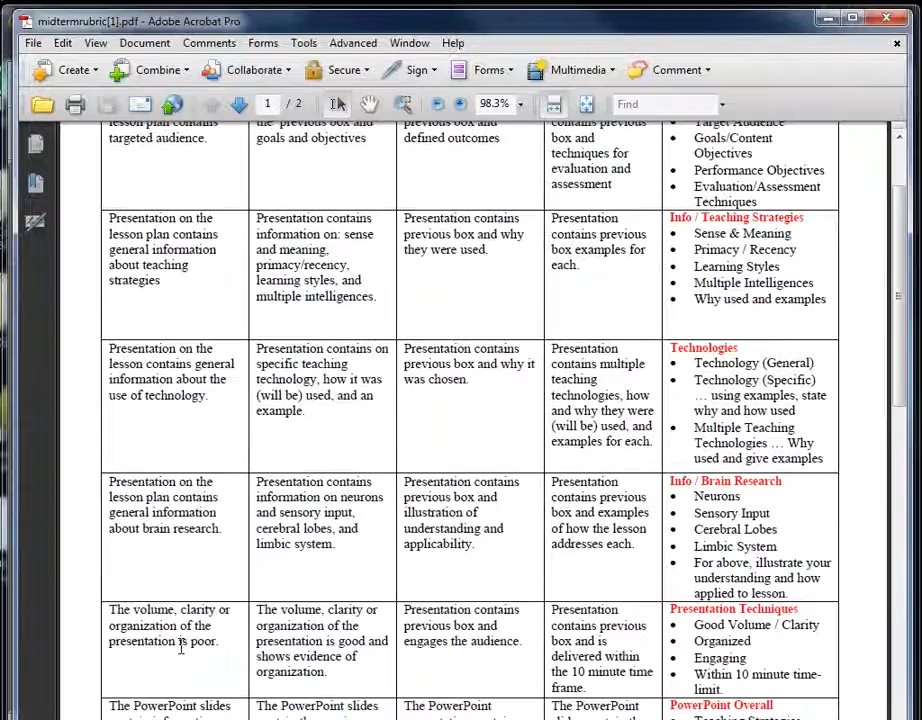 midtermrubric[1].pdf - Adobe Acrobat Pro
File Edit View Document Comments Forms Tools Advanced Window Help
Create Combine Collaborate Secure Sign Forms Multimedia Comment
1 / 2 98.3% Find
lesson plan contains
targeted audience.
the previous box and
goals and objectives
previous box and
defined outcomes
contains previous
box and
techniques for
evaluation and
assessment
Target Audience
• Goals/Content
Objectives
• Performance Objectives
• Evaluation/Assessment
Techniques
Presentation on the
lesson plan contains
general information
about teaching
strategies
Presentation contains
information on: sense
and meaning,
primacy/recency,
learning styles, and
multiple intelligences.
Presentation contains
previous box and why
they were used.
Presentation
contains previous
box examples for
each.
Info / Teaching Strategies
• Sense & Meaning
• Primacy / Recency
• Learning Styles
• Multiple Intelligences
• Why used and examples
Presentation on the
lesson contains general
information about the
use of technology.
Presentation contains on
specific teaching
technology, how it was
(will be) used, and an
example.
Presentation contains
previous box and why it
was chosen.
Presentation
contains multiple
teaching
technologies, how
and why they were
(will be) used, and
examples for each.
Technologies
• Technology (General)
• Technology (Specific)
… using examples, state
why and how used
• Multiple Teaching
Technologies … Why
used and give examples
Presentation on the
lesson plan contains
general information
about brain research.
Presentation contains
information on neurons
and sensory input,
cerebral lobes, and
limbic system.
Presentation contains
previous box and
illustration of
understanding and
applicability.
Presentation
contains previous
box and examples
of how the lesson
addresses each.
Info / Brain Research
• Neurons
• Sensory Input
• Cerebral Lobes
• Limbic System
• For above, illustrate your
understanding and how
applied to lesson.
The volume, clarity or
organization of the
presentation is poor.
The volume, clarity or
organization of the
presentation is good and
shows evidence of
organization.
Presentation contains
previous box and
engages the audience.
Presentation
contains previous
box and is
delivered within
the 10 minute time
frame.
Presentation Techniques
• Good Volume / Clarity
• Organized
• Engaging
• Within 10 minute time-
limit.
The PowerPoint slides
The PowerPoint slides
Presentation contains
The PowerPoint
PowerPoint Overall